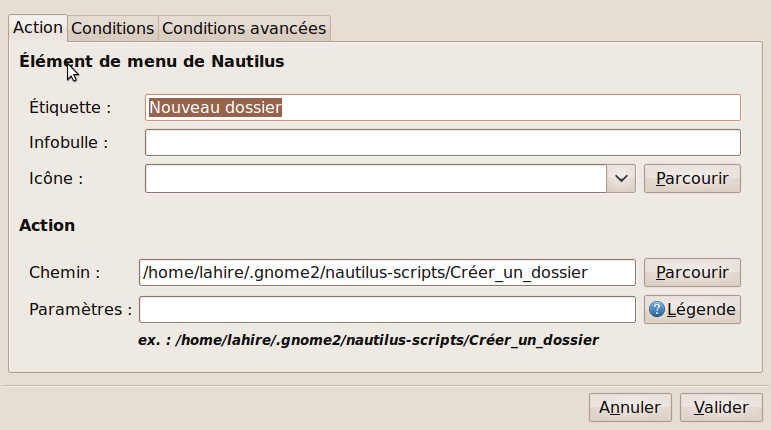 Action Conditions Conditions avancées
Élément de menu de Nautilus
Étiquette : Nouveau dossier
Infobulle :
Icône : Parcourir
Action
Chemin : /home/lahire/.gnome2/nautilus-scripts/Créer_un_dossier Parcourir
Paramètres : Légende
ex. : /home/lahire/.gnome2/nautilus-scripts/Créer_un_dossier
Annuler Valider